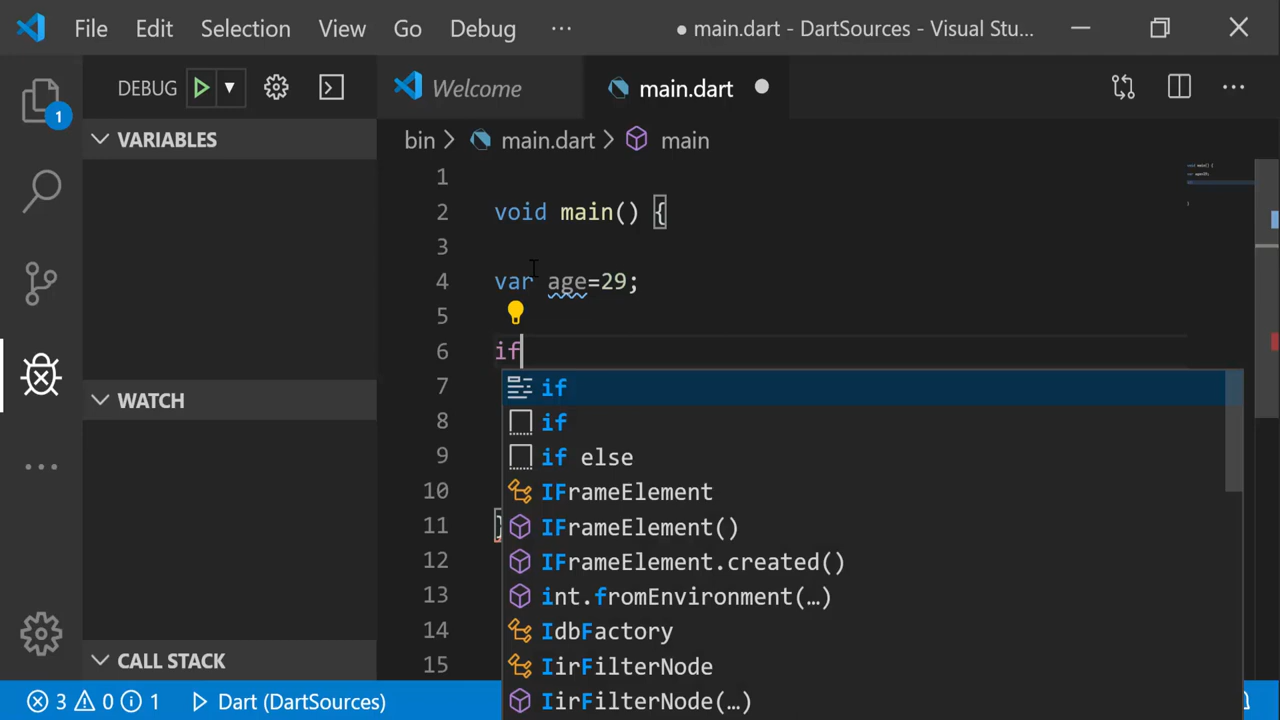 File Edit Selection View Go Debug ··· ● main.dart - DartSources - Visual Stu...
1 DEBUG Welcome main.dart ● ···
VARIABLES
bin > main.dart > main
1
2 void main() {
3
4 var age=29;
5
6 if
7
8
9
10
11 }
12
13
14
15
if
if
if else
IFrameElement
IFrameElement()
IFrameElement.created()
int.fromEnvironment(…)
IdbFactory
IirFilterNode
IirFilterNode(…)
WATCH
···
CALL STACK
3 0 1 Dart (DartSources)